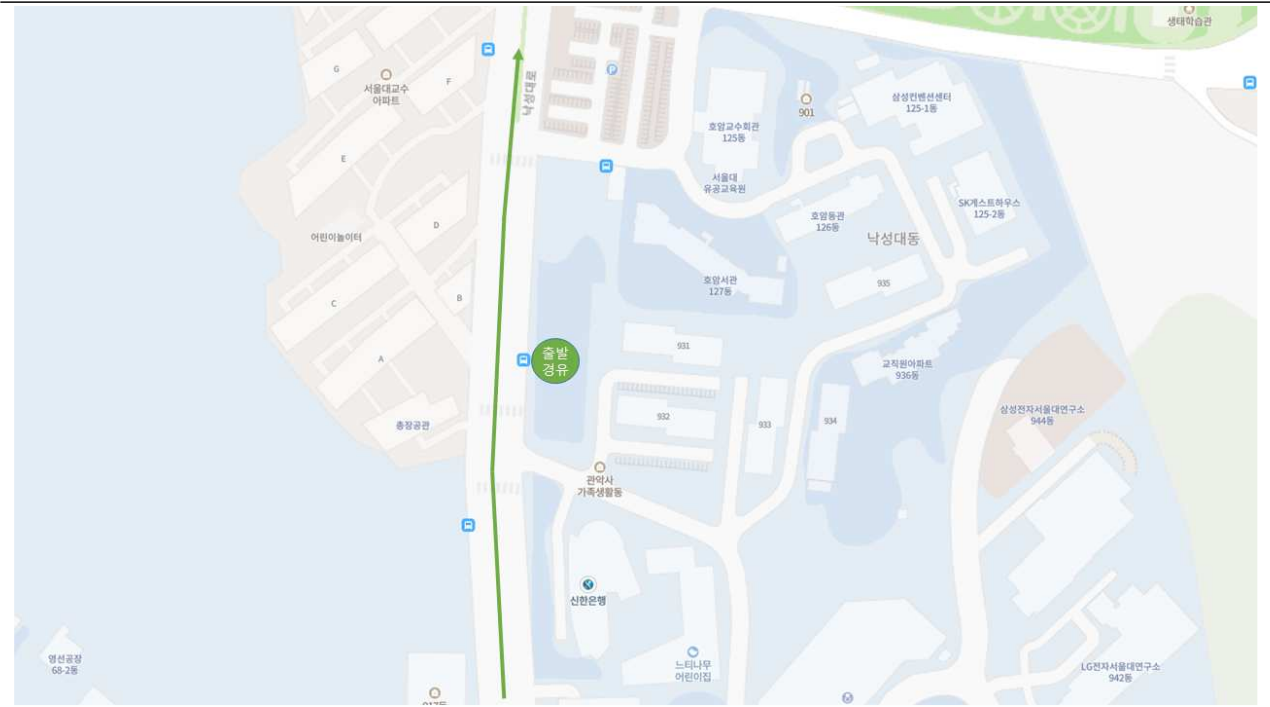 생태학습관
G
서울대교수
아파트
F
낙성대로
P
삼성컨벤션센터
125-1동
901
호암교수회관
125동
E
서울대
유공교육원
SK게스트하우스
125-2동
호암동관
126동
D
어린이놀이터
낙성대동
호암서관
127동
935
C
B
931
출발
경유
A
교직원아파트
936동
삼성전자서울대연구소
944동
932
933
934
총장공관
관악사
가족생활동
신한은행
영선공장
68-2동
느티나무
어린이집
LG전자서울대연구소
942동
917동